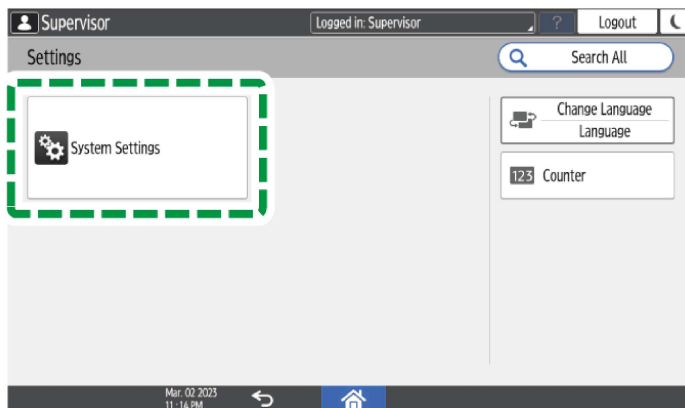 Supervisor
Logged in: Supervisor
?
Logout
Settings
Search All
System Settings
Change Language
Language
123
Counter
Mar. 02 2023
11:14 PM